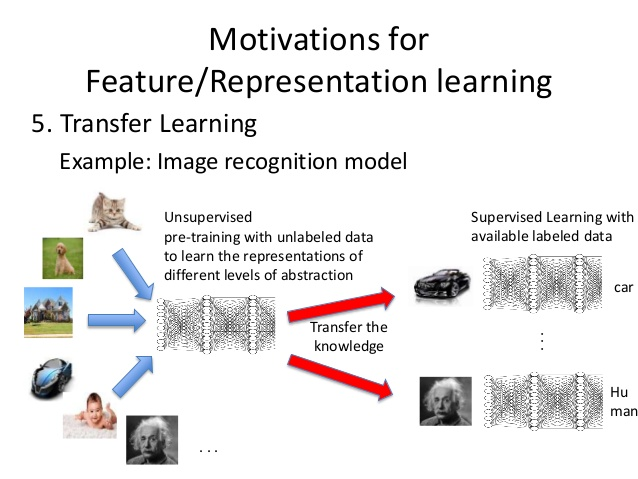 Motivations for
Feature/Representation learning
5. Transfer Learning
Example: Image recognition model
Unsupervised
pre-training with unlabeled data
to learn the representations of
different levels of abstraction
Supervised Learning with
available labeled data
car
Transfer the
knowledge
...
Hu
man
...